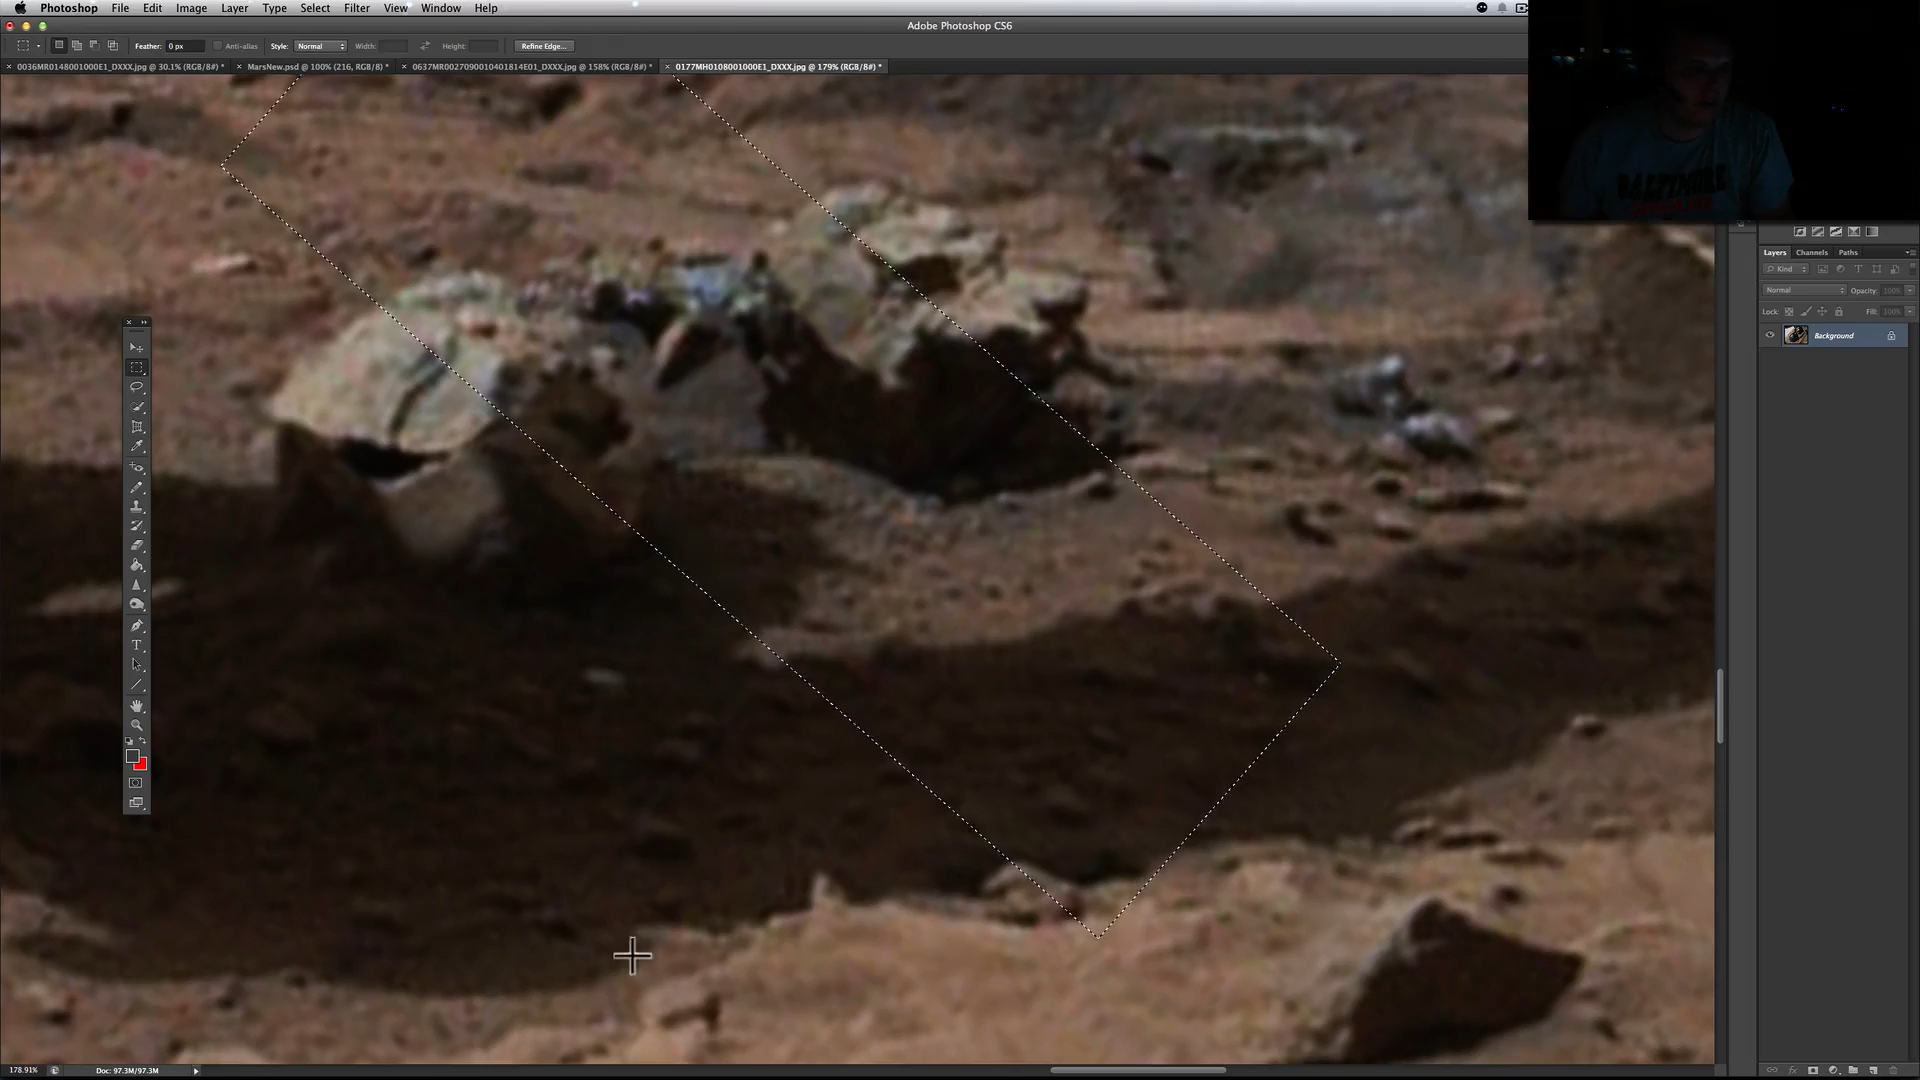 Photoshop File Edit Image Layer Type Select Filter View Window Help
Adobe Photoshop CS6
Feather: 0 px Anti-alias Style: Normal Width: Height: Refine Edge...
0036MR0148001000E1_DXXX.jpg @ 30.1% (RGB/8#) * MarsNew.psd @ 100% (216, RGB/8) * 0637MR0027090010401814E01_DXXX.jpg @ 158% (RGB/8#) * 0177MH0108001000E1_DXXX.jpg @ 179% (RGB/8#) *
BALTIMORE
Layers Channels Paths
Kind
Normal Opacity: 100%
Lock: Fill: 100%
Background
178.91% Doc: 97.3M/97.3M